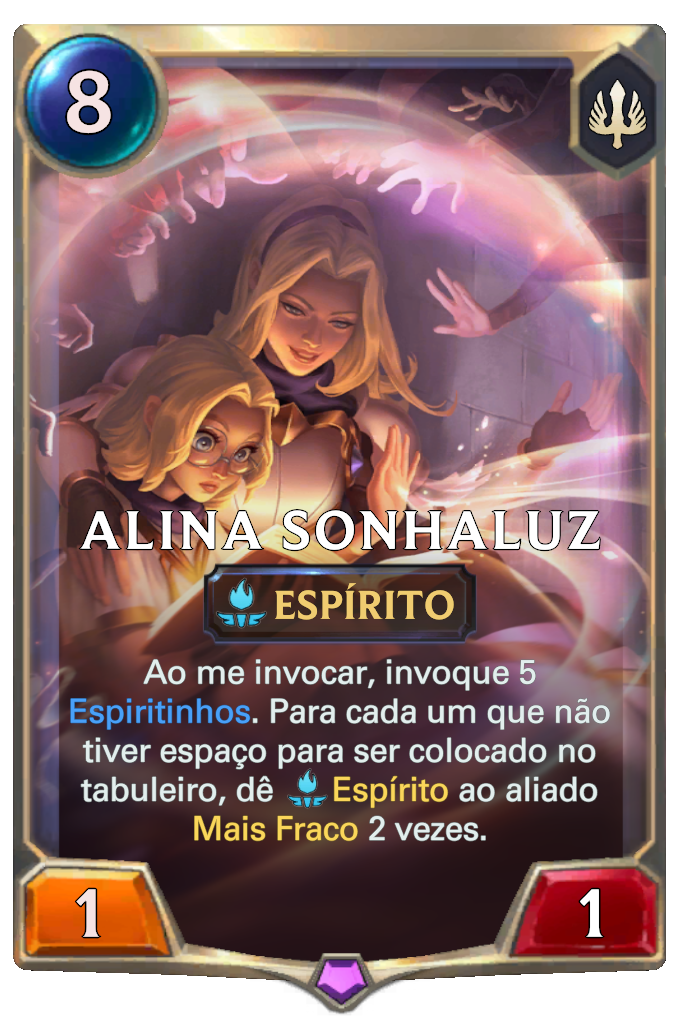 8
ALINA SONHALUZ
ESPÍRITO
Ao me invocar, invoque 5
Espiritinhos. Para cada um que não
tiver espaço para ser colocado no
tabuleiro, dê Espírito ao aliado
Mais Fraco 2 vezes.
1
1